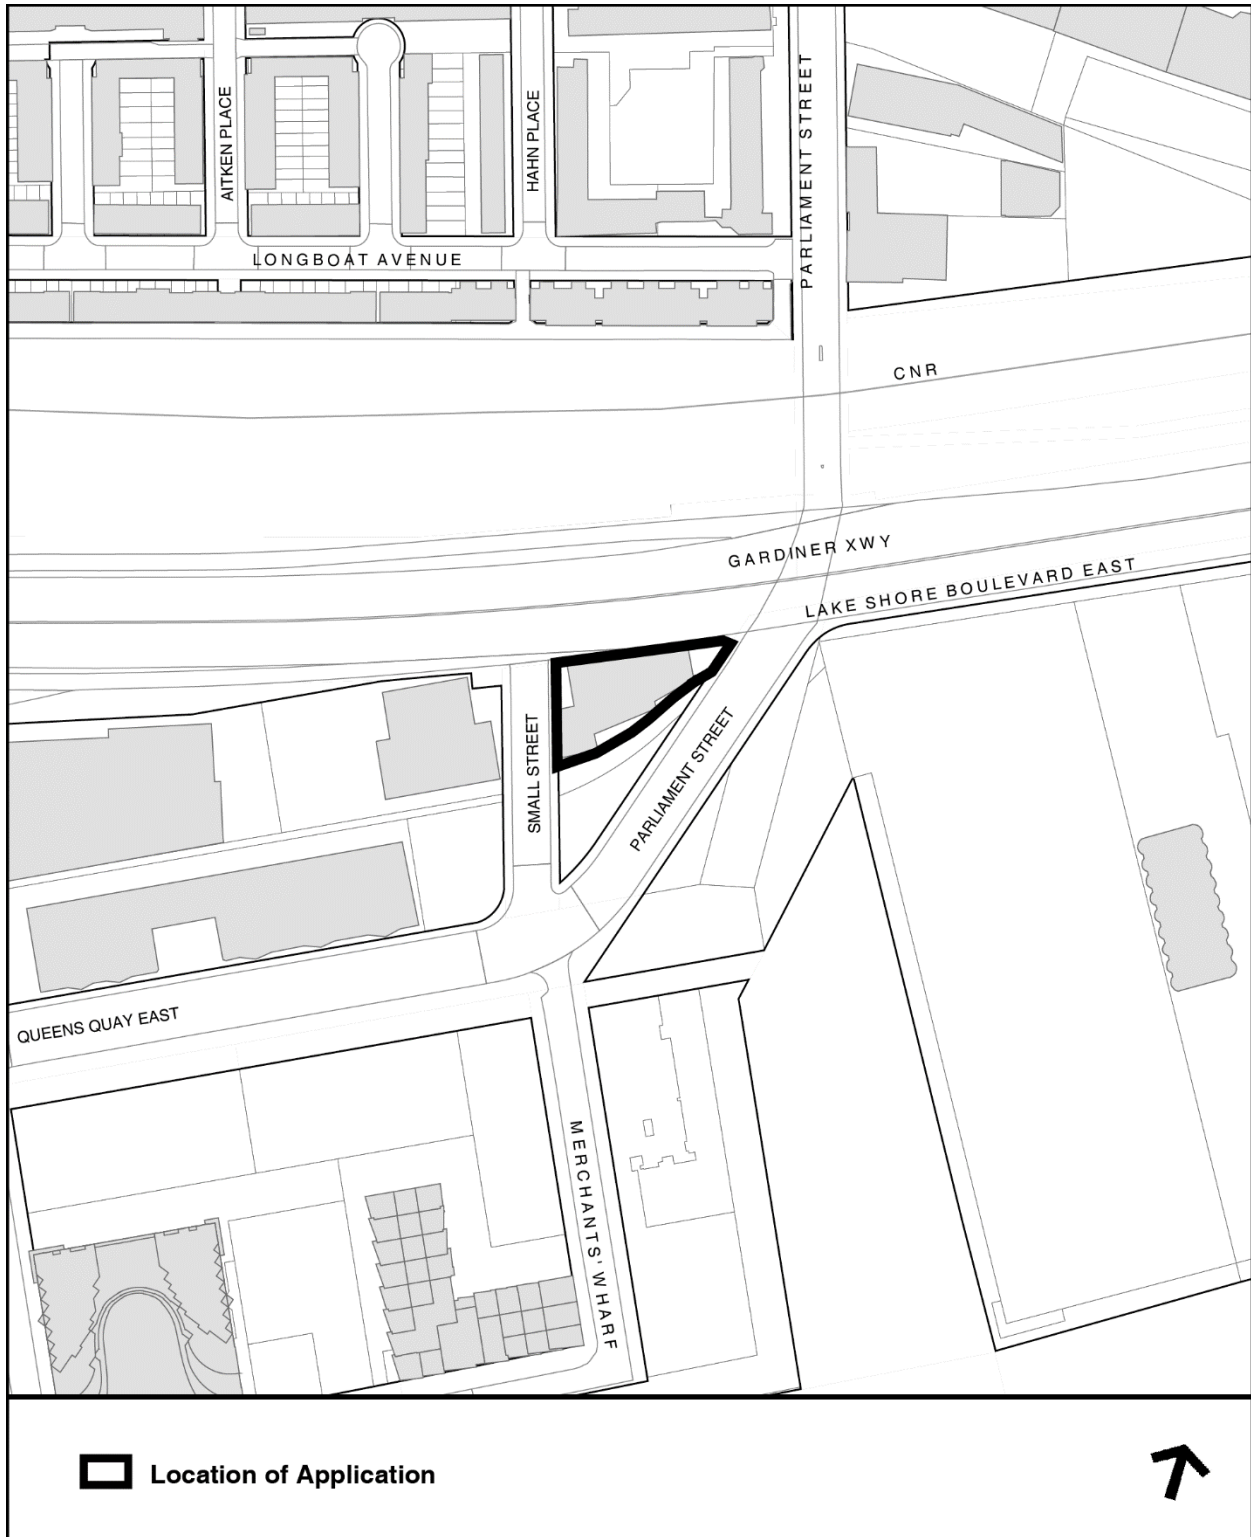 AITKEN PLACE
HAHN PLACE
PARLIAMENT STREET
LONGBOAT AVENUE
CNR
GARDINER XWY
LAKE SHORE BOULEVARD EAST
SMALL STREET
PARLIAMENT STREET
QUEENS QUAY EAST
MERCHANTS' WHARF
Location of Application